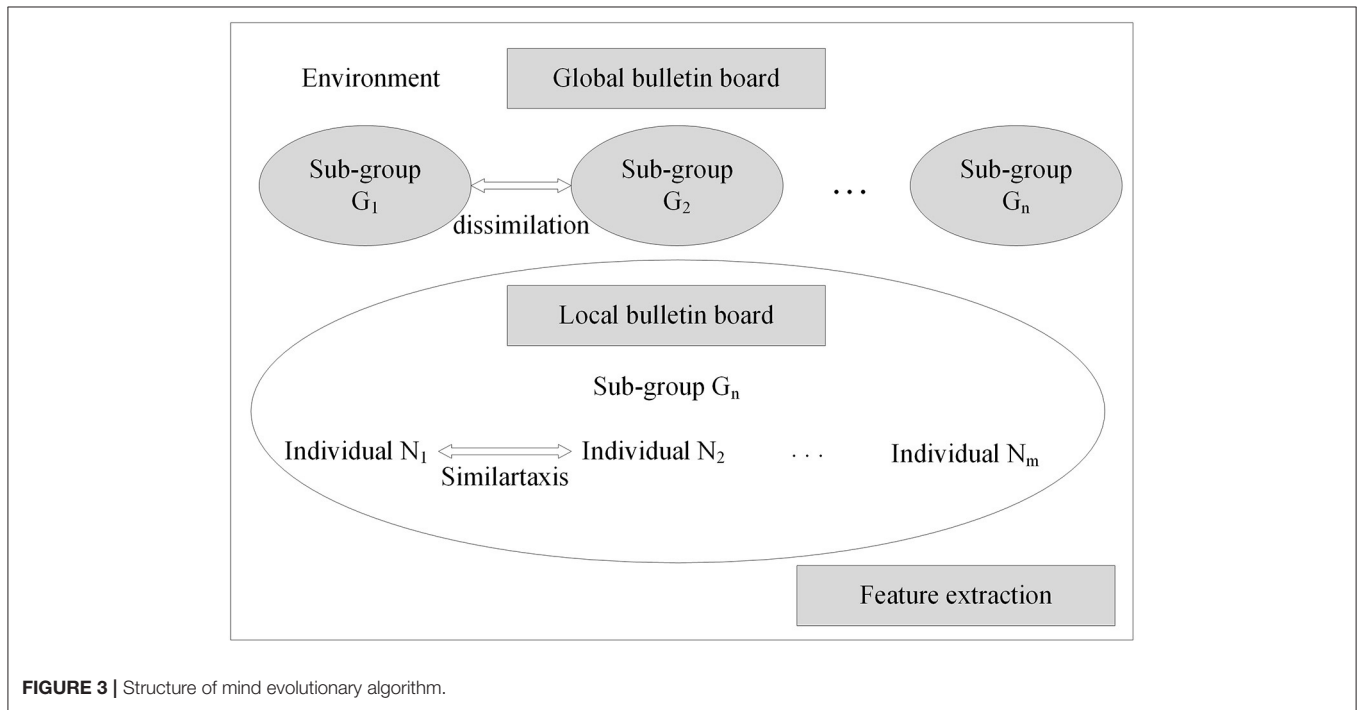 Environment
Global bulletin board
Sub-group
G₁
dissimilation
Sub-group
G₂
...
Sub-group
Gₙ
Local bulletin board
Sub-group Gₙ
Individual N₁
Similartaxis
Individual N₂
...
Individual Nₘ
Feature extraction
FIGURE 3 | Structure of mind evolutionary algorithm.